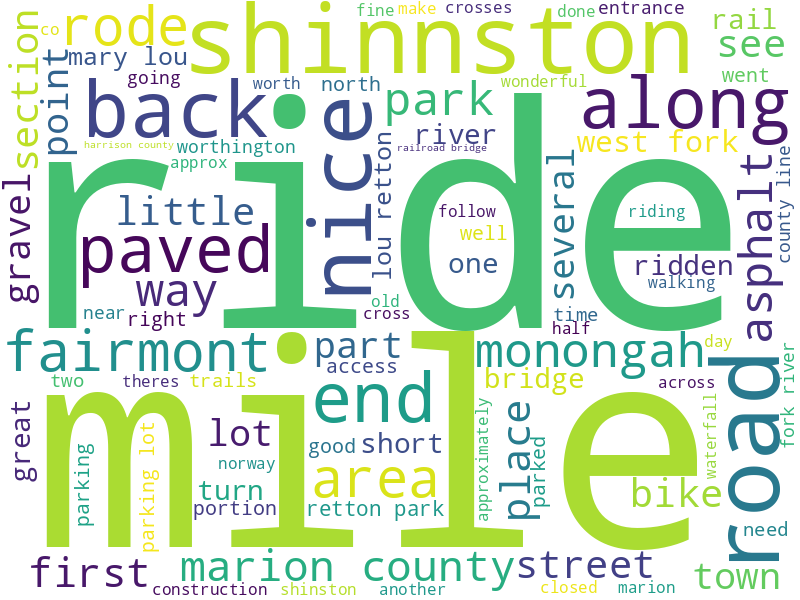 co
fine
make
crosses
done
entrance
rode
shinnston
rail
see
mary lou
section
point
going
back
worth
north
wonderful
went
nice
park
along
harrison county
worthington
river
railroad bridge
west fork
approx
ride
lou retton
several
asphalt
county line
gravel
little
follow
riding
paved
well
one
ridden
way
walking
near
right
old
cross
time
half
fairmont
part
access
monongah
day
road
fork river
two
theres
trails
bridge
across
mile
end
great
lot
good
short
approximately
place
parked
waterfall
parking
parking lot
norway
area
turn
portion
retton park
bike
need
first
marion county
street
town
construction
shinston
another
closed
marion